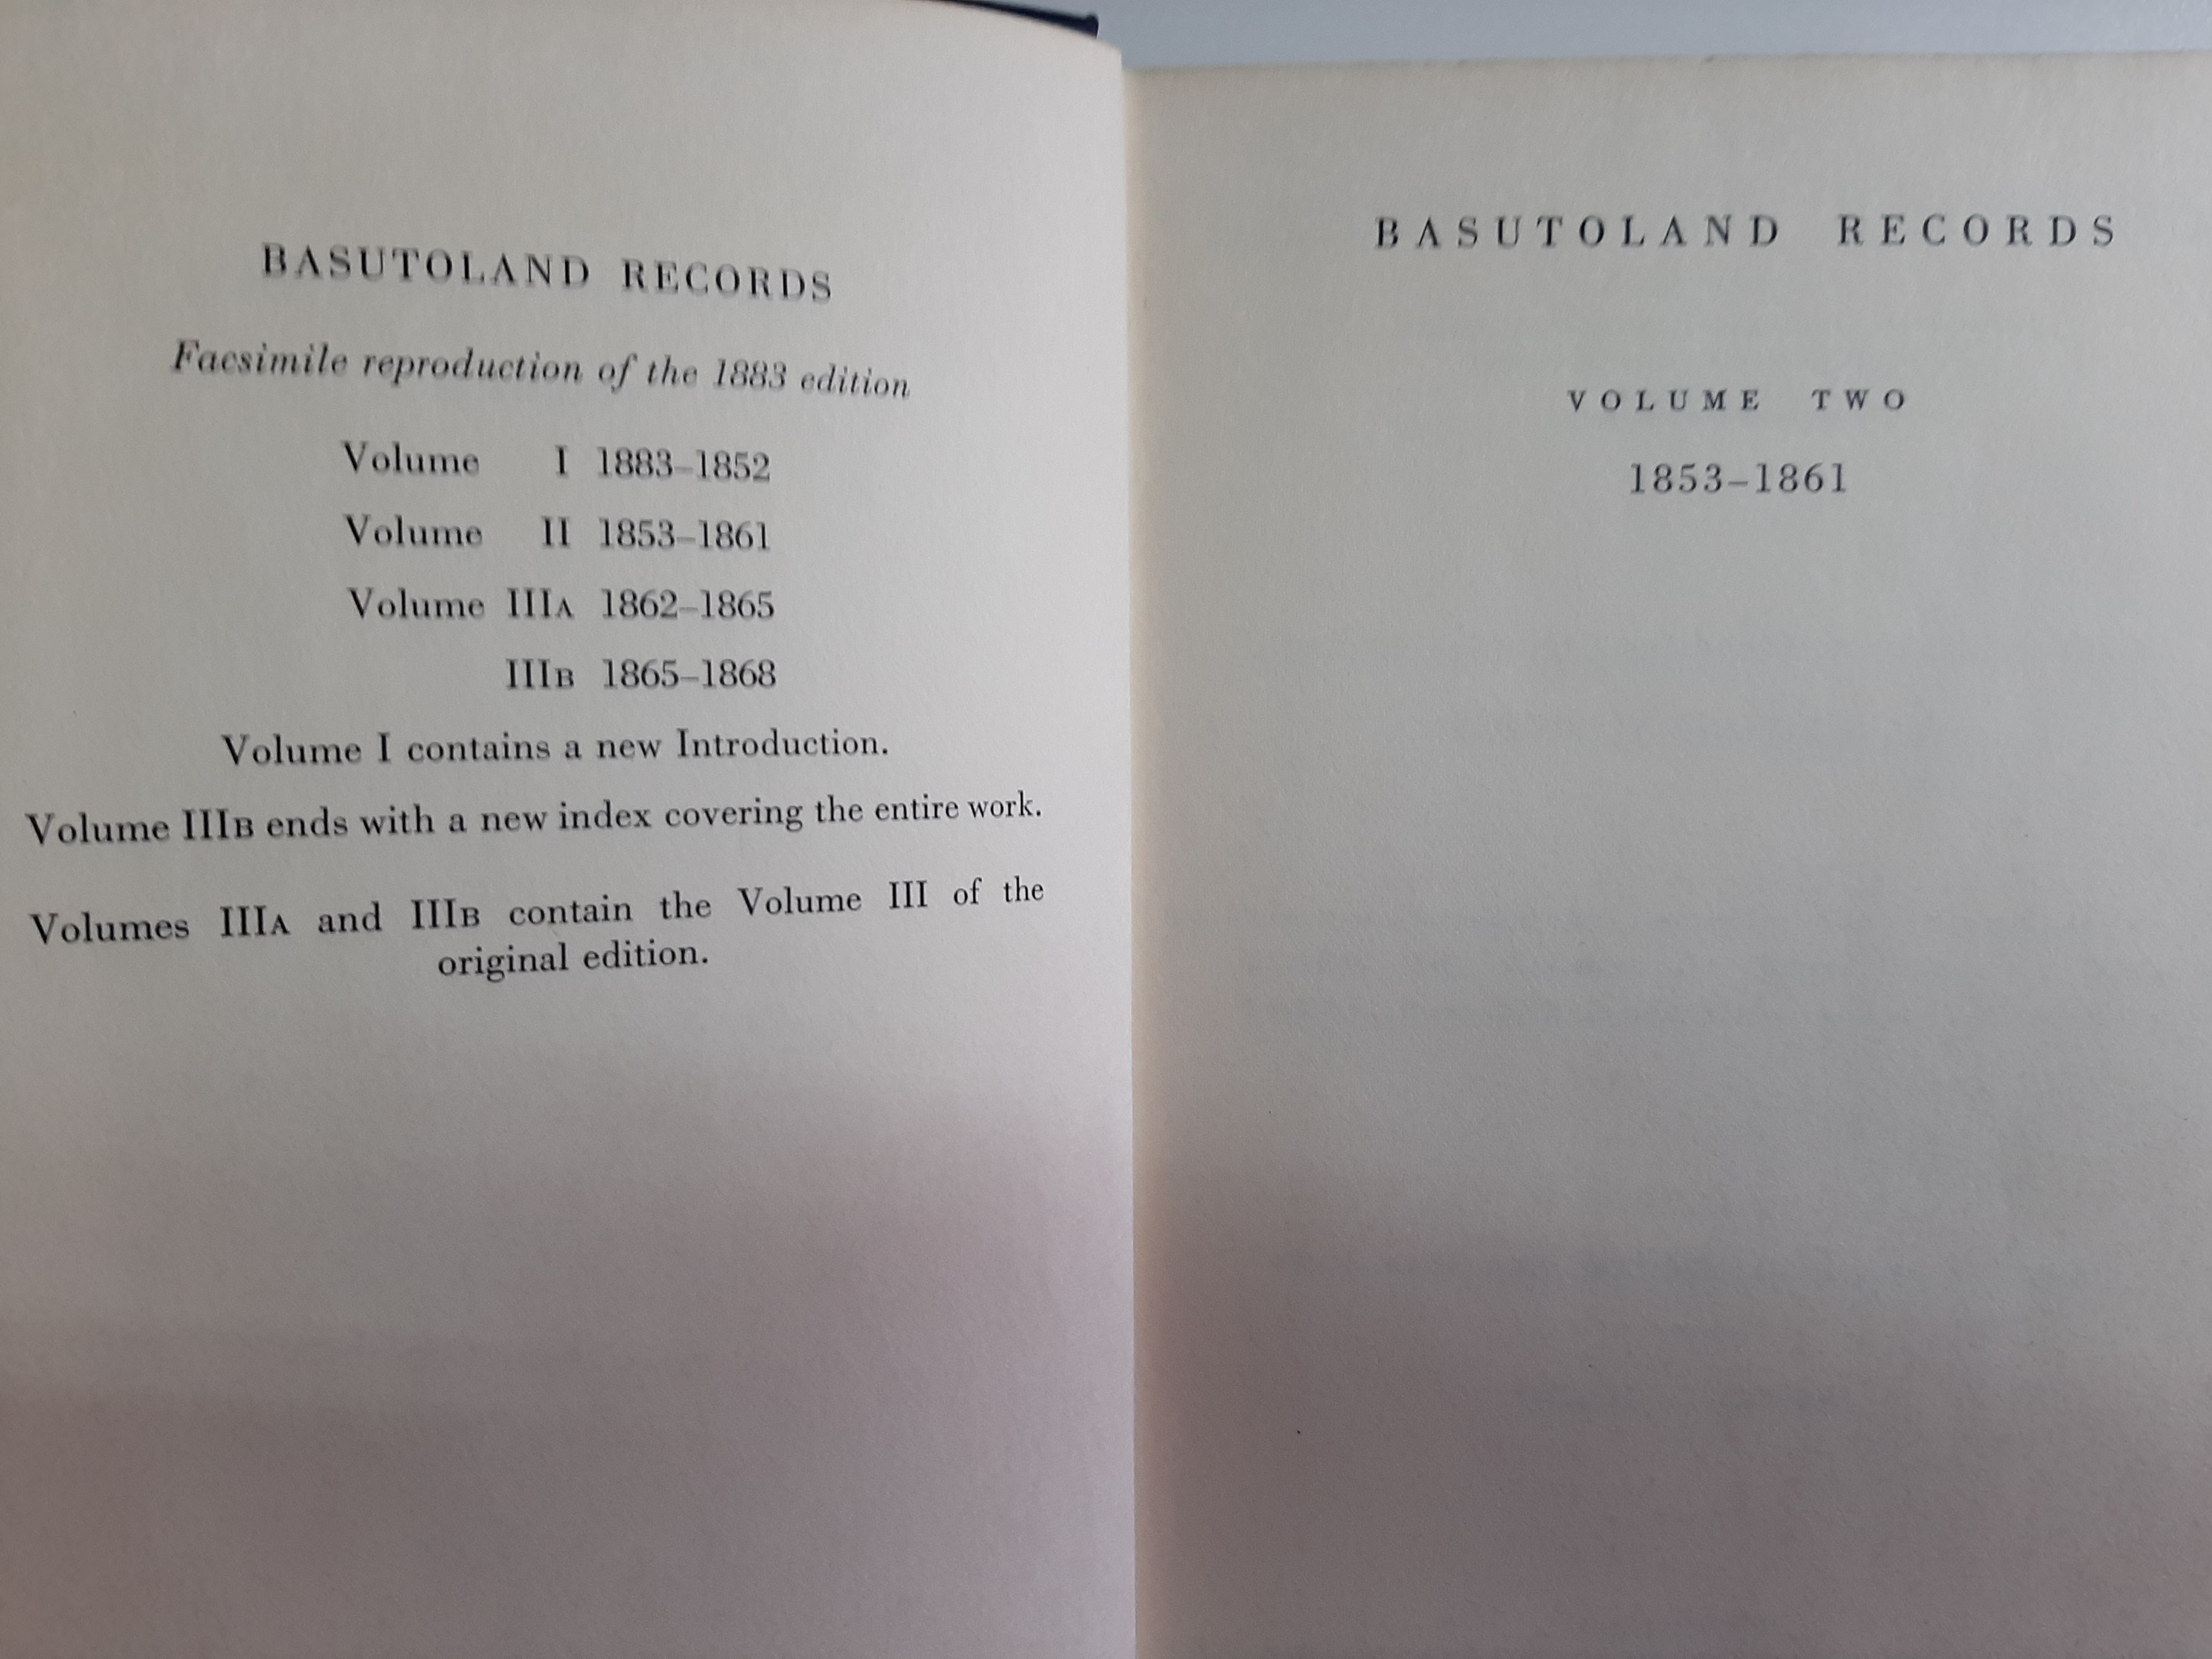 BASUTOLAND RECORDS
Facsimile reproduction of the 1883 edition
Volume I 1883–1852
Volume II 1853–1861
Volume IIIA 1862–1865
IIIB 1865–1868
Volume I contains a new Introduction.
Volume IIIB ends with a new index covering the entire work.
Volumes IIIA and IIIB contain the Volume III of the
original edition.
BASUTOLAND RECORDS
VOLUME TWO
1853–1861